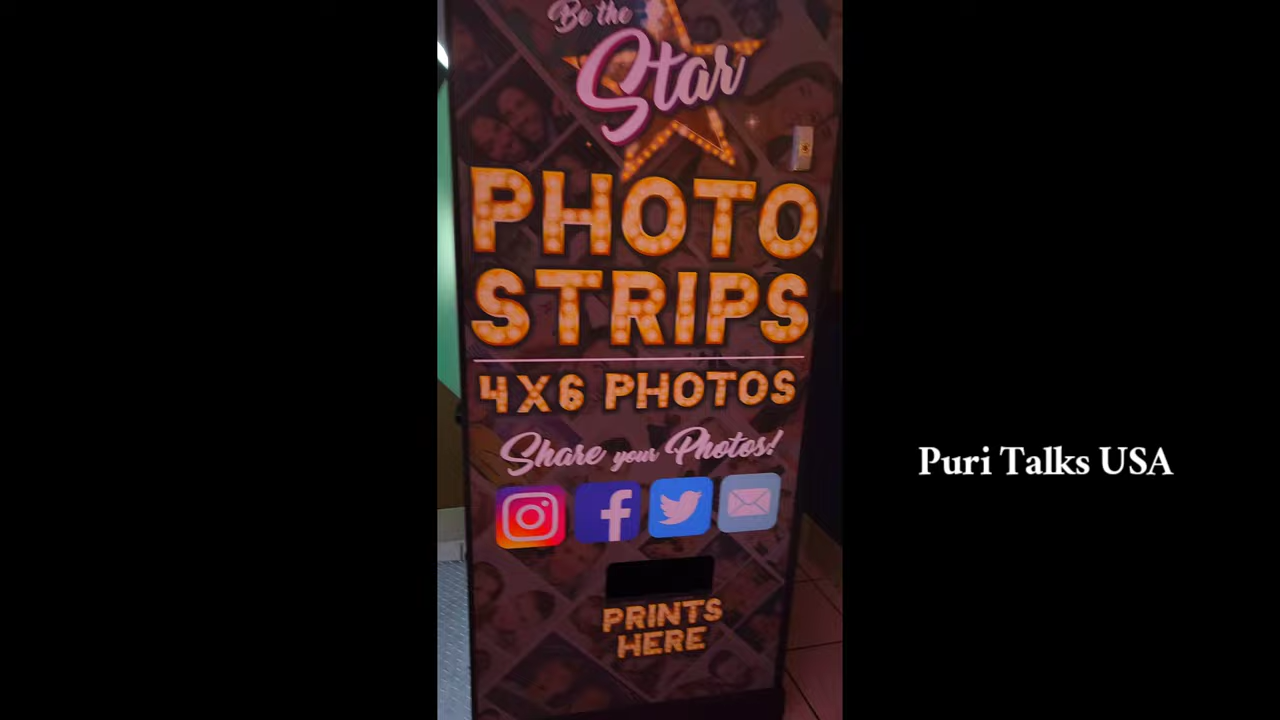 Be the
Star
PHOTO
STRIPS
4X6 PHOTOS
Share your Photos!
PRINTS
HERE
Puri Talks USA